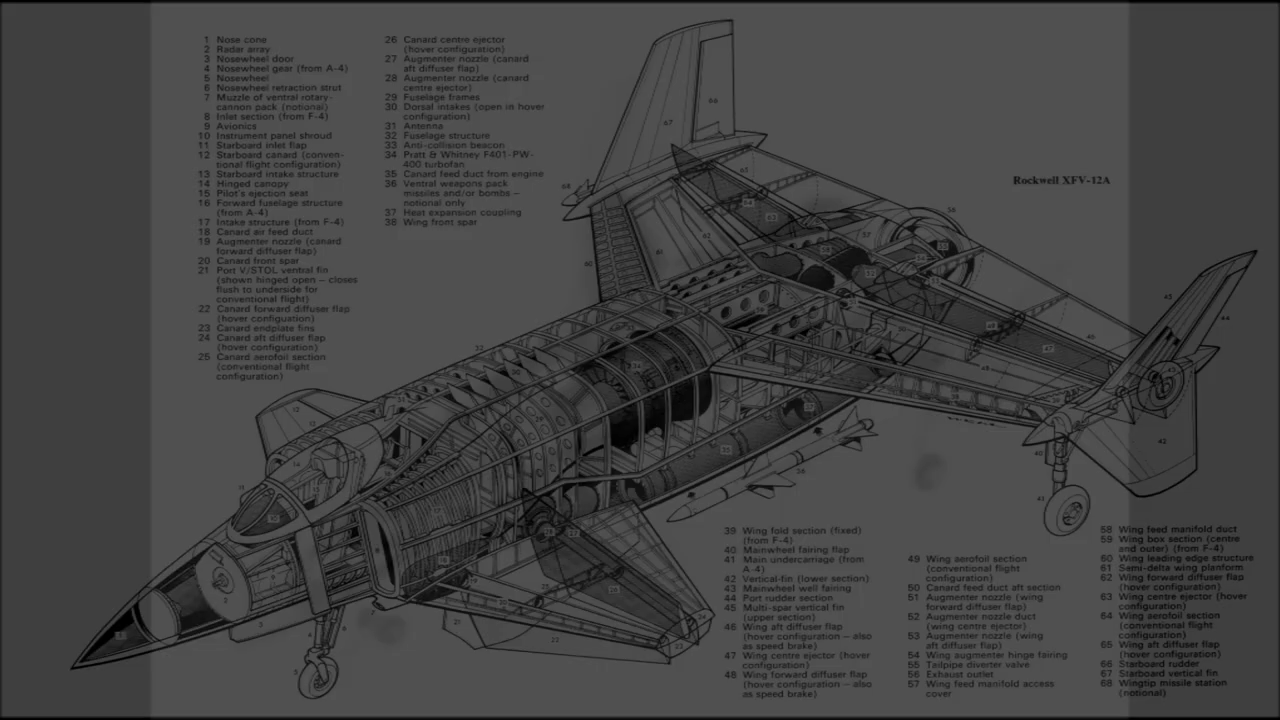 1 Nose cone
2 Radar array
3 Nosewheel door
4 Nosewheel gear (from A-4)
5 Nosewheel
6 Nosewheel retraction strut
7 Muzzle of ventral rotary-
cannon pack (notional)
8 Inlet section (from F-4)
9 Avionics
10 Instrument panel shroud
11 Starboard inlet flap
12 Starboard canard (conven-
tional flight configuration)
13 Starboard intake structure
14 Hinged canopy
15 Pilot's ejection seat
16 Forward fuselage structure
(from A-4)
17 Intake structure (from F-4)
18 Canard air feed duct
19 Augmenter nozzle (canard
forward diffuser flap)
20 Canard front spar
21 Port V/STOL ventral fin
(shown hinged open – closes
flush to underside for
conventional flight)
22 Canard forward diffuser flap
(hover configuation)
23 Canard endplate fins
24 Canard aft diffuser flap
(hover configuration)
25 Canard aerofoil section
(conventional flight
configuration)
26 Canard centre ejector
(hover configuration)
27 Augmenter nozzle (canard
aft diffuser flap)
28 Augmenter nozzle (canard
centre ejector)
29 Fuselage frames
30 Dorsal intakes (open in hover
configuration)
31 Antenna
32 Fuselage structure
33 Anti-collision beacon
34 Pratt & Whitney F401-PW-
400 turbofan
35 Canard feed duct from engine
36 Ventral weapons pack
missiles and/or bombs –
notional only
37 Heat expansion coupling
38 Wing front spar
Rockwell XFV-12A
39 Wing fold section (fixed)
(from F-4)
40 Mainwheel fairing flap
41 Main undercarriage (from
A-4)
42 Vertical-fin (lower section)
43 Mainwheel well fairing
44 Port rudder section
45 Multi-spar vertical fin
(upper section)
46 Wing aft diffuser flap
(hover configuration – also
as speed brake)
47 Wing centre ejector (hover
configuration)
48 Wing forward diffuser flap
(hover configuration – also
as speed brake)
49 Wing aerofoil section
(conventional flight
configuration)
50 Canard feed duct aft section
51 Augmenter nozzle (wing
forward diffuser flap)
52 Augmenter nozzle duct
(wing centre ejector)
53 Augmenter nozzle (wing
aft diffuser flap)
54 Wing augmenter hinge fairing
55 Tailpipe diverter valve
56 Exhaust outlet
57 Wing feed manifold access
cover
58 Wing feed manifold duct
59 Wing box section (centre
and outer) (from F-4)
60 Wing leading edge structure
61 Semi-delta wing planform
62 Wing forward diffuser flap
(hover configuration)
63 Wing centre ejector (hover
configuration)
64 Wing aerofoil section
(conventional flight
configuration)
65 Wing aft diffuser flap
(hover configuration)
66 Starboard rudder
67 Starboard vertical fin
68 Wingtip missile station
(notional)